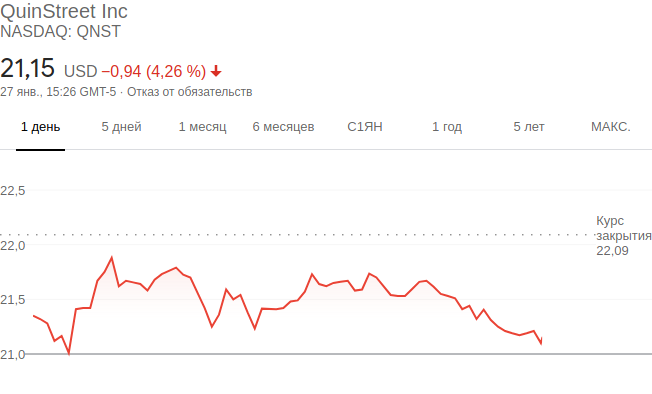 QuinStreet Inc
NASDAQ: QNST
21,15 USD −0,94 (4,26 %)
27 янв., 15:26 GMT-5 · Отказ от обязательств
1 день 5 дней 1 месяц 6 месяцев С1ЯН 1 год 5 лет МАКС.
22,5
Курс
закрытия
22,09
22,0
21,5
21,0